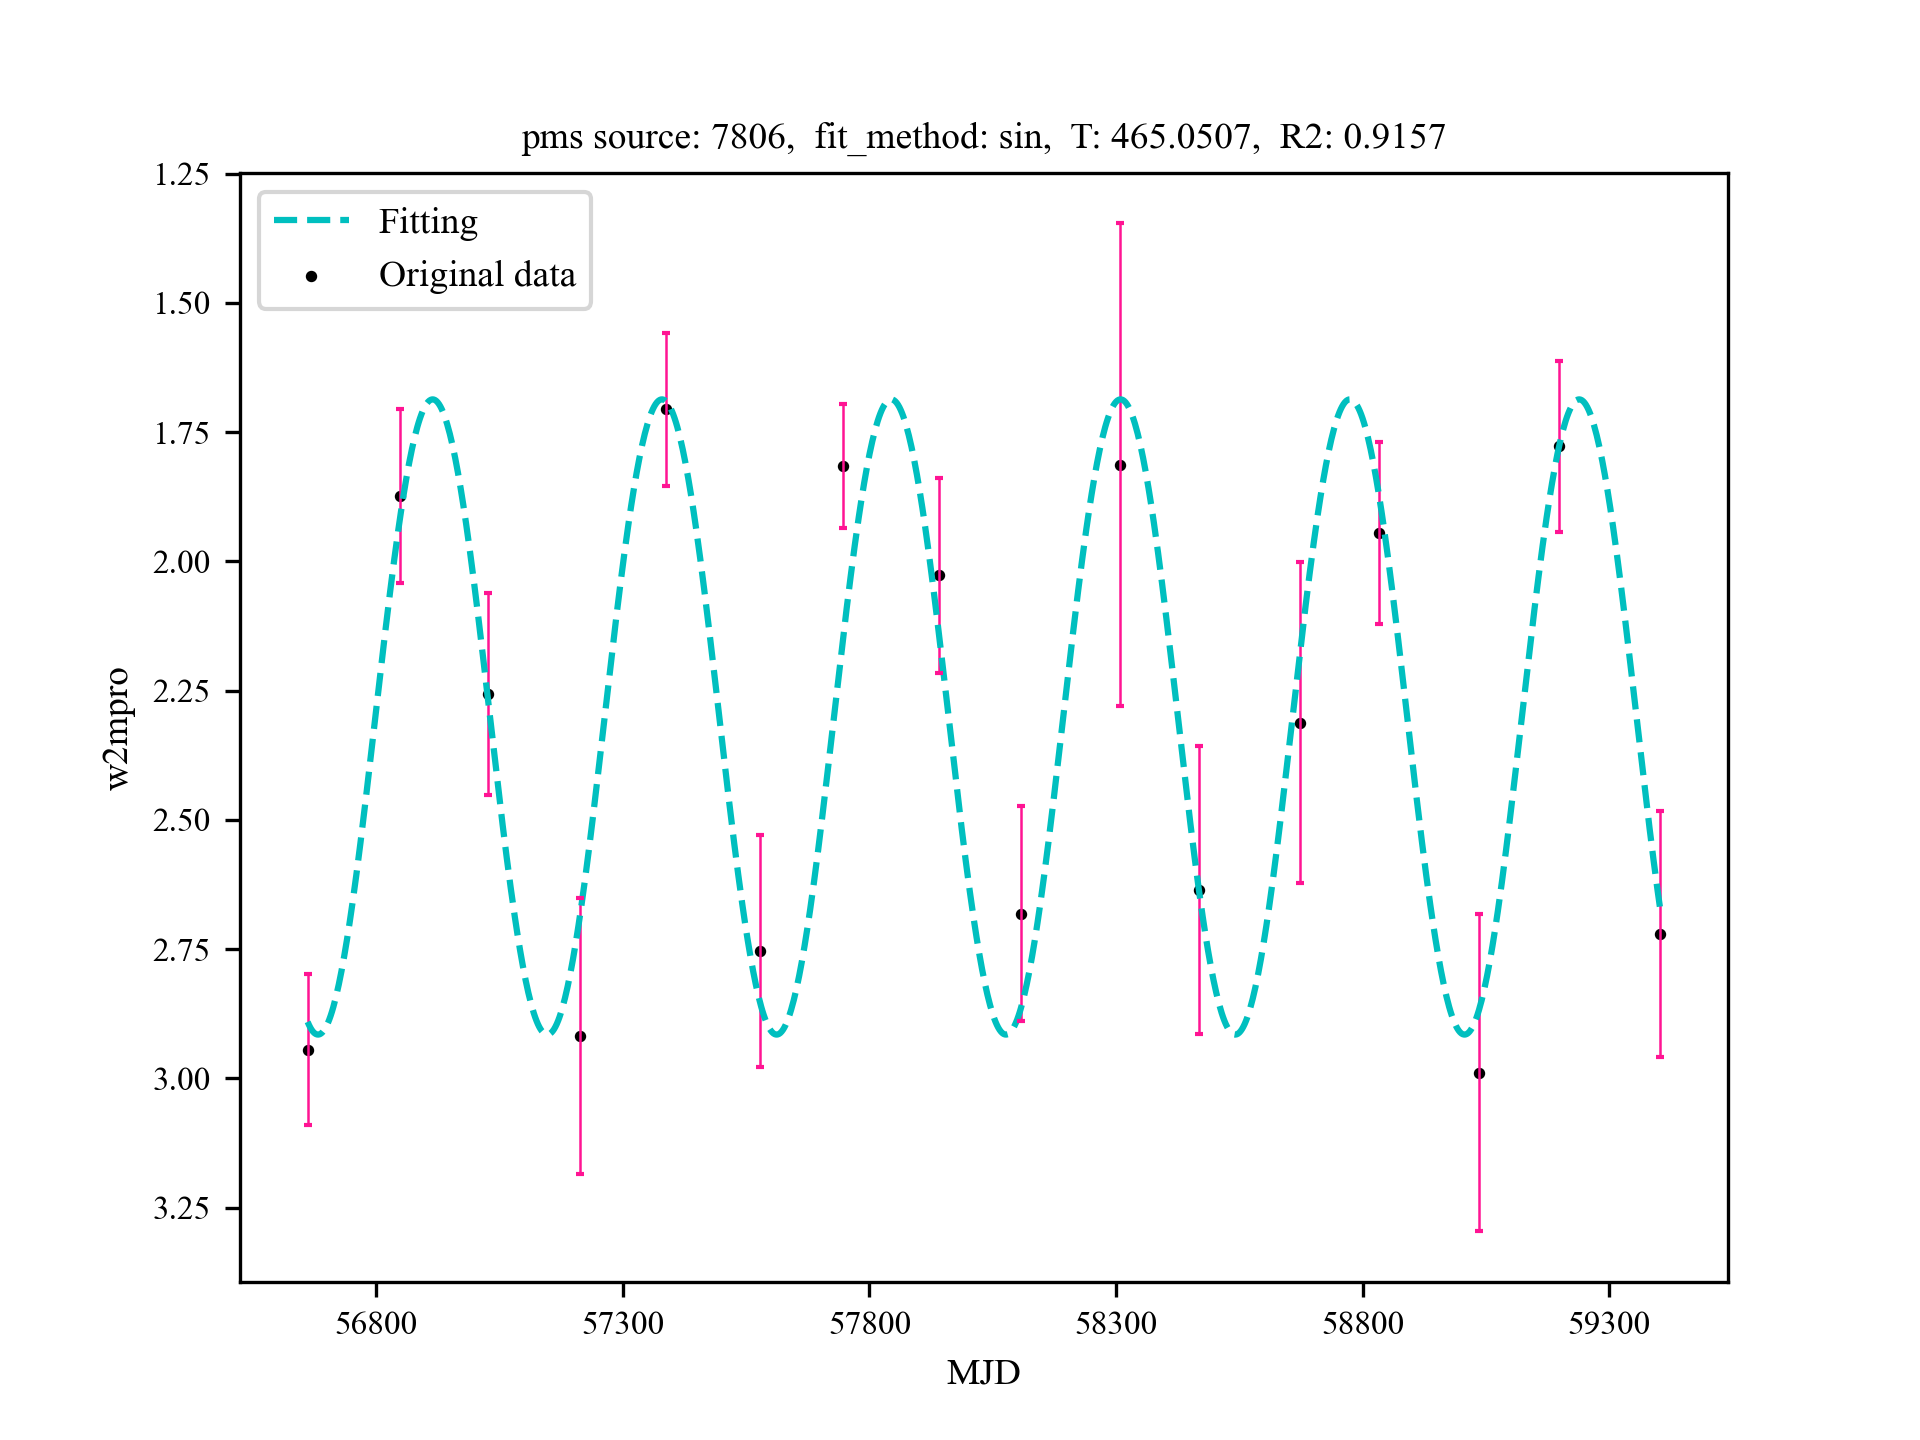 pms source: 7806, fit_method: sin, T: 465.0507, R2: 0.9157
1.25
1.50
1.75
2.00
2.25
2.50
2.75
3.00
3.25
w2mpro
Fitting
Original data
56800 57300 57800 58300 58800 59300
MJD